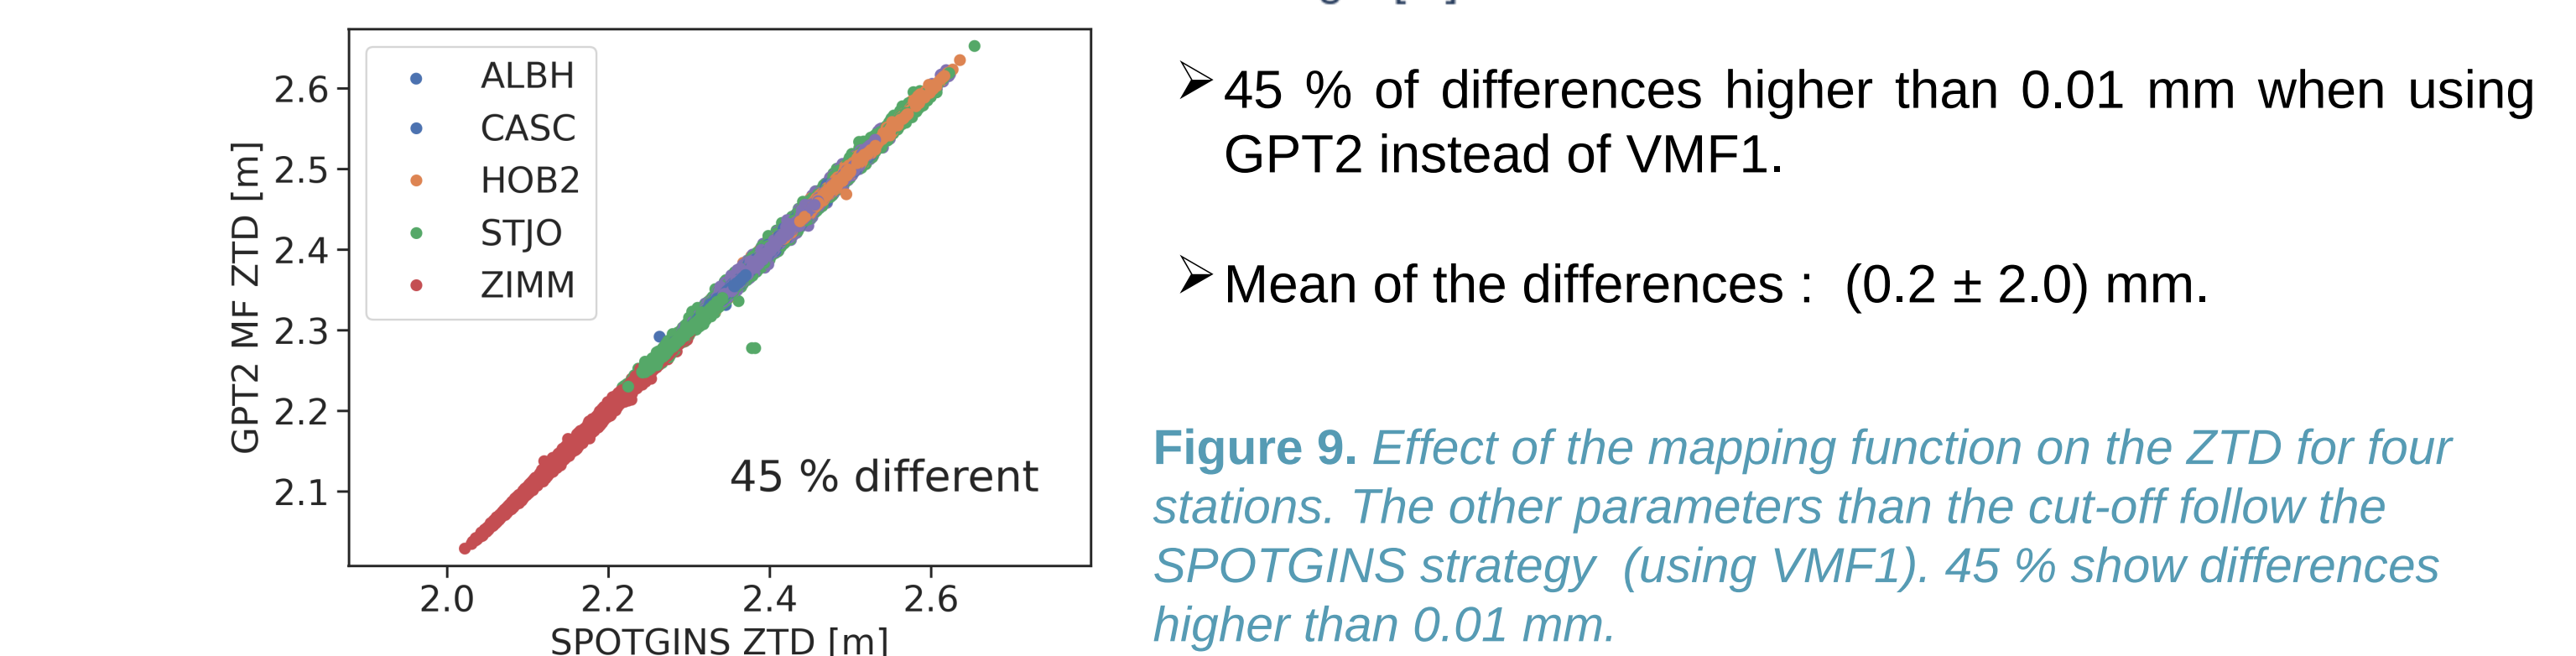 2.6
2.5
2.4
2.3
2.2
2.1
GPT2 MF ZTD [m]
ALBH
CASC
HOB2
STJO
ZIMM
45 % different
2.0 2.2 2.4 2.6
SPOTGINS ZTD [m]
➢45 % of differences higher than 0.01 mm when using
GPT2 instead of VMF1.
➢Mean of the differences : (0.2 ± 2.0) mm.
Figure 9. Effect of the mapping function on the ZTD for four
stations. The other parameters than the cut-off follow the
SPOTGINS strategy (using VMF1). 45 % show differences
higher than 0.01 mm.